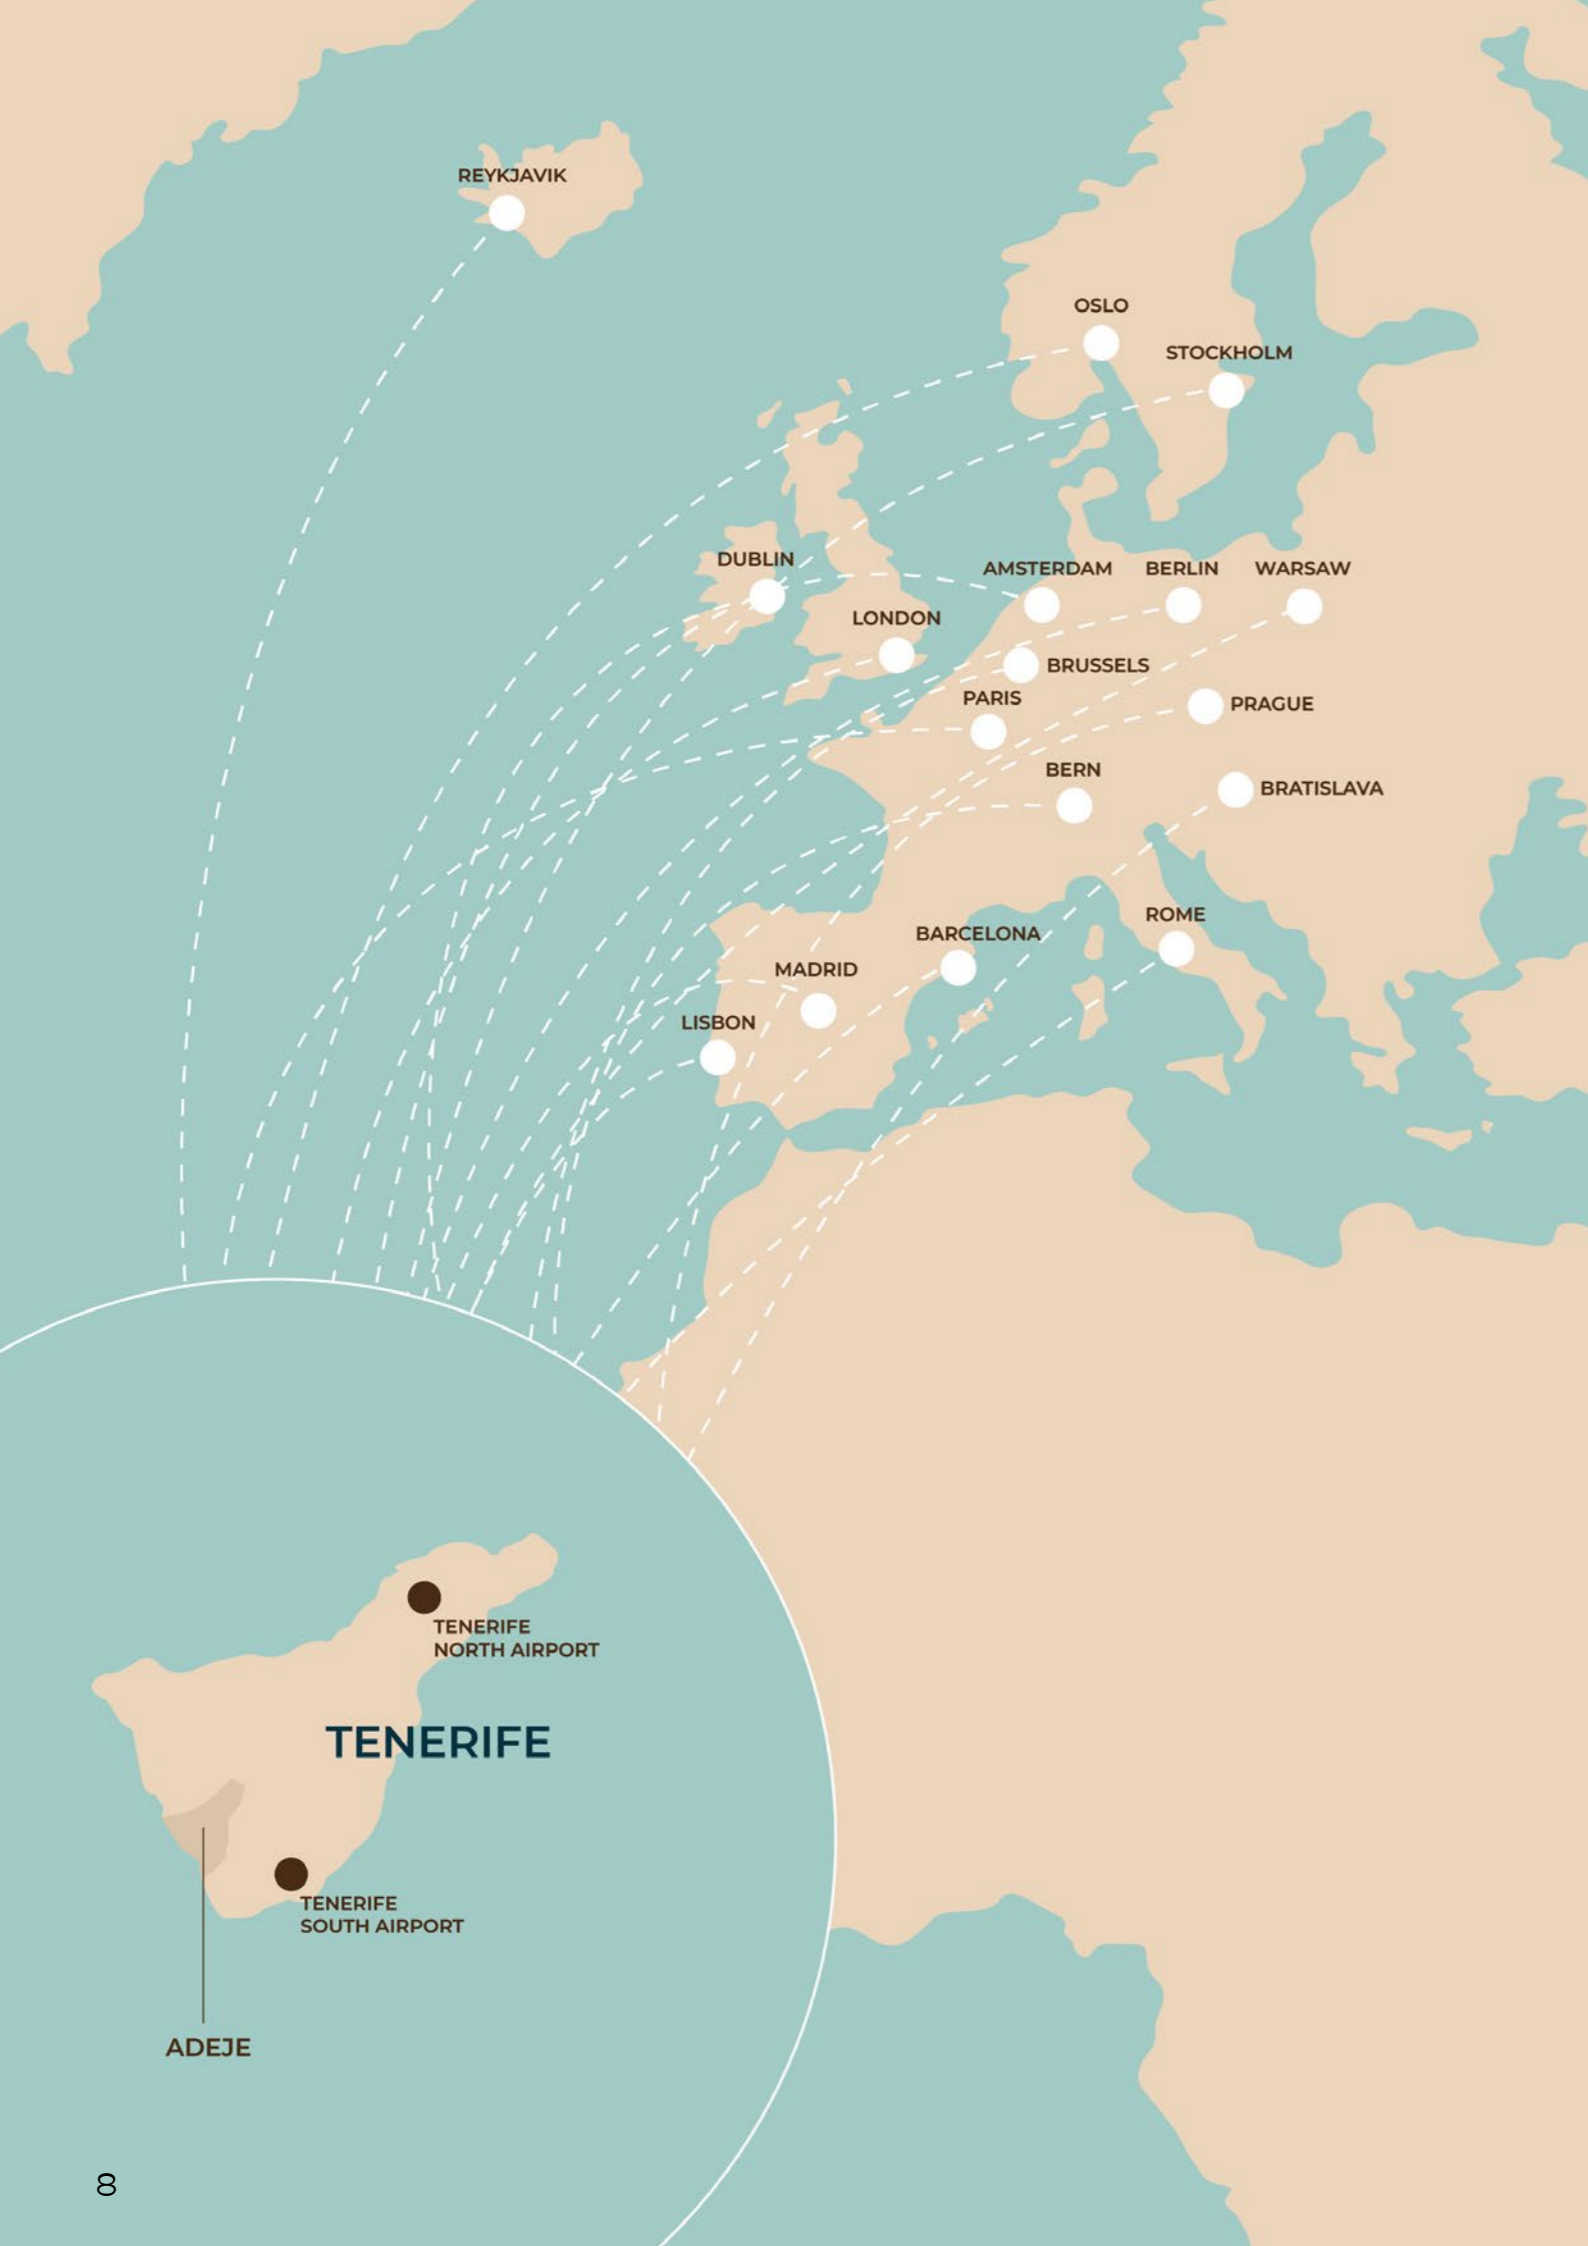 REYKJAVIK
OSLO
STOCKHOLM
DUBLIN
AMSTERDAM
BERLIN
WARSAW
LONDON
BRUSSELS
PARIS
PRAGUE
BERN
BRATISLAVA
ROME
BARCELONA
MADRID
LISBON
TENERIFE
NORTH AIRPORT
TENERIFE
TENERIFE
SOUTH AIRPORT
ADEJE
8